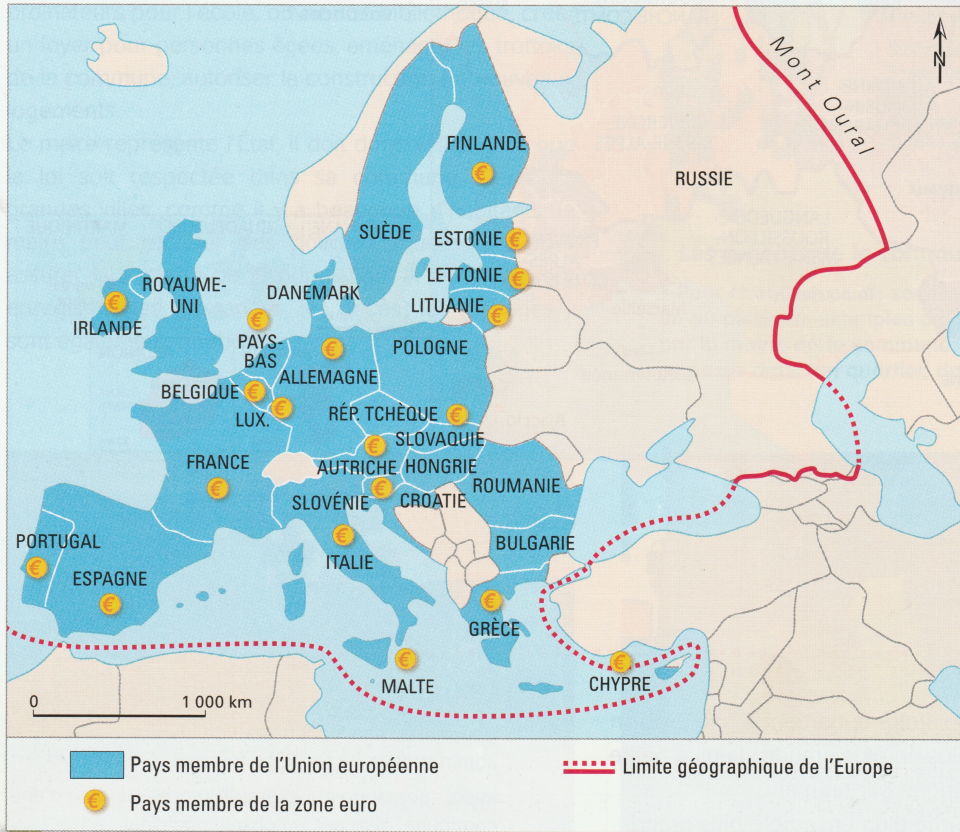 Mont Oural
N
FINLANDE
RUSSIE
SUÈDE
ESTONIE
LETTONIE
LITUANIE
ROYAUME-
UNI
DANEMARK
IRLANDE
PAYS-
BAS
POLOGNE
ALLEMAGNE
BELGIQUE
LUX.
RÉP. TCHÈQUE
SLOVAQUIE
FRANCE
AUTRICHE
HONGRIE
ROUMANIE
SLOVÉNIE
CROATIE
PORTUGAL
ITALIE
BULGARIE
ESPAGNE
GRÈCE
MALTE
CHYPRE
0 1 000 km
Pays membre de l'Union européenne
Limite géographique de l'Europe
€ Pays membre de la zone euro